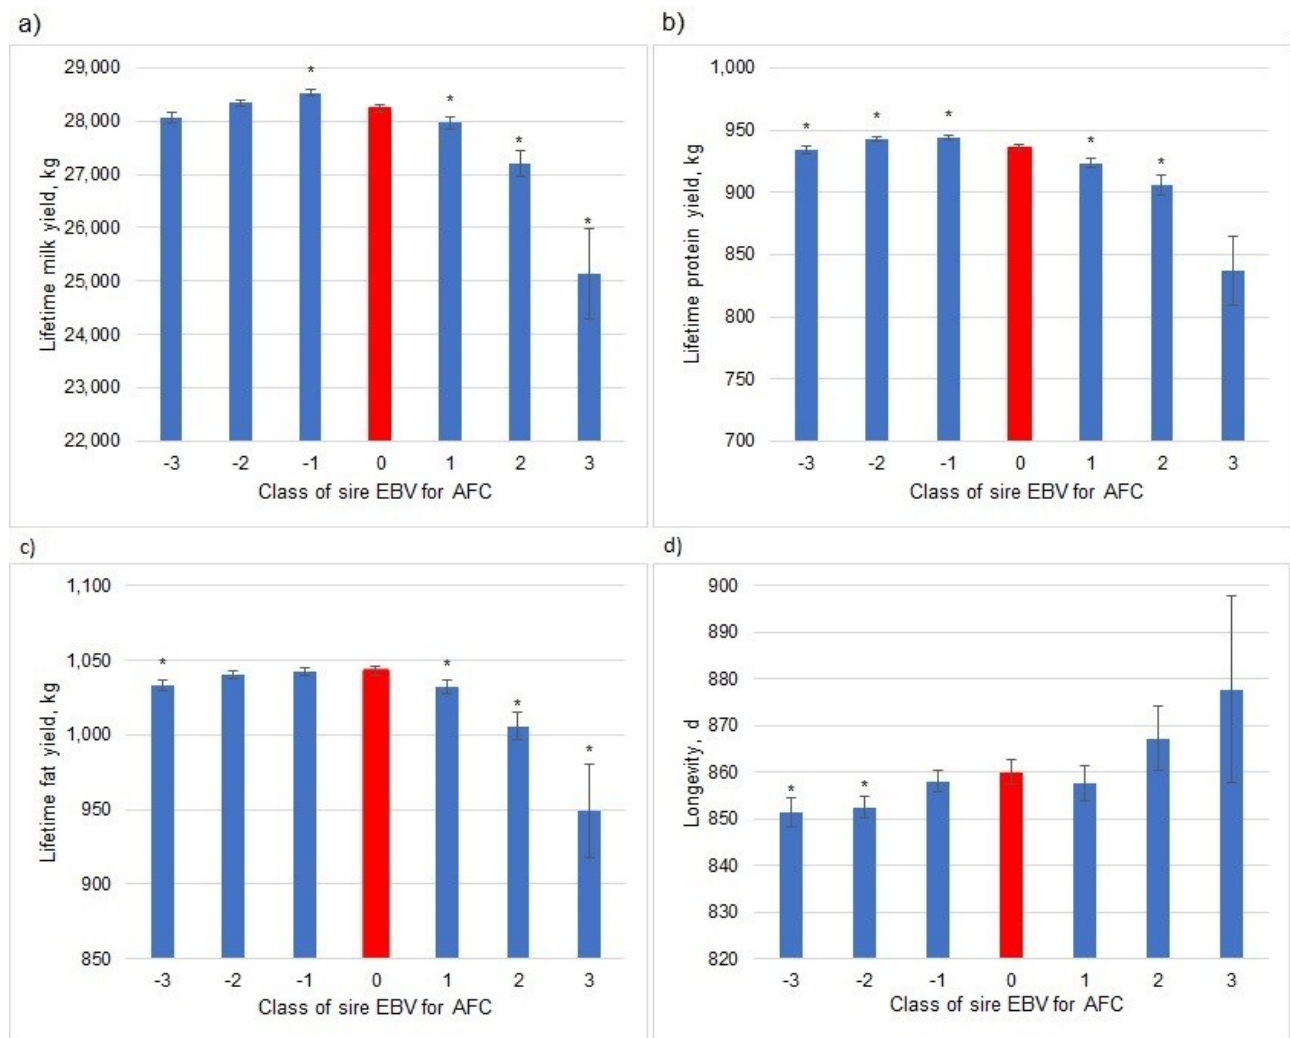 a)
Lifetime milk yield, kg
29,000
28,000
27,000
26,000
25,000
24,000
23,000
22,000
* * * *
-3 -2 -1 0 1 2 3
Class of sire EBV for AFC
b)
Lifetime protein yield, kg
1,000
950
900
850
800
750
700
* * * * *
-3 -2 -1 0 1 2 3
Class of sire EBV for AFC
c)
Lifetime fat yield, kg
1,100
1,050
1,000
950
900
850
* * * *
-3 -2 -1 0 1 2 3
Class of sire EBV for AFC
d)
Longevity, d
900
890
880
870
860
850
840
830
820
* *
-3 -2 -1 0 1 2 3
Class of sire EBV for AFC